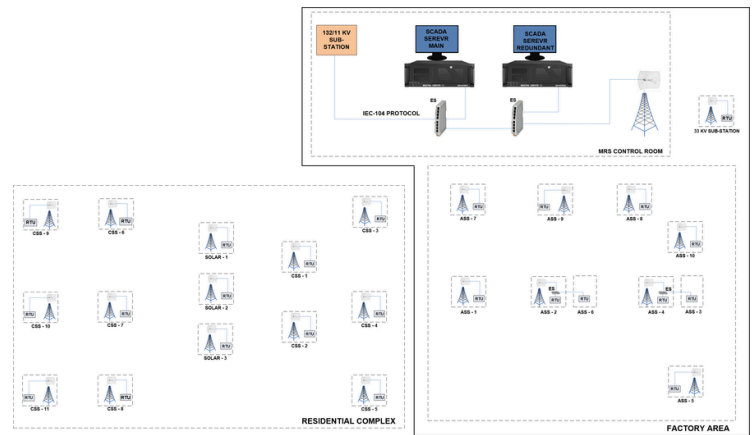 132/11 KV
SUB-
STATION
SCADA
SEREVR
MAIN
SCADA
SEREVR
REDUNTANT
ES
ES
IEC-104 PROTOCOL
MRS CONTROL ROOM
RTU
33 KV SUB-STATION
RTU
CSS - 9
RTU
CSS - 6
RTU
SOLAR - 1
RTU
CSS - 1
RTU
CSS - 3
RTU
CSS - 10
RTU
CSS - 7
RTU
SOLAR - 2
RTU
SOLAR - 3
RTU
CSS - 2
RTU
CSS - 4
RTU
CSS - 11
RTU
CSS - 8
RTU
CSS - 5
RESIDENTIAL COMPLEX
RTU
ASS - 7
RTU
ASS - 9
RTU
ASS - 8
RTU
ASS - 10
RTU
ASS - 1
ES
RTU
ASS - 2
RTU
ASS - 6
ES
RTU
ASS - 4
RTU
ASS - 3
RTU
ASS - 5
FACTORY AREA